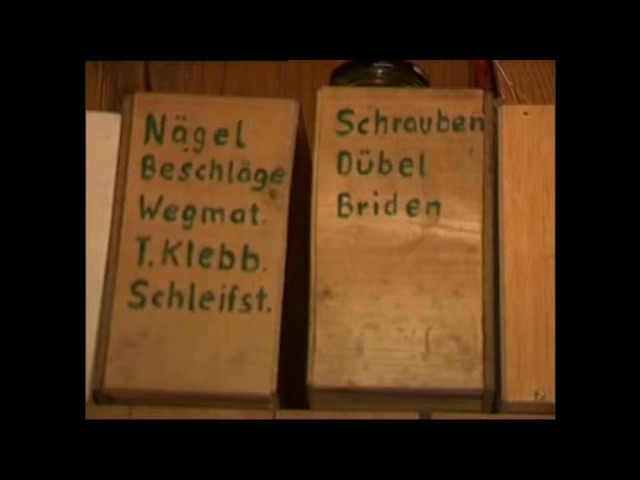 Nägel
Beschläge
Wegmat.
T. Klebb.
Schleifst.
Schrauben
Dübel
Briden